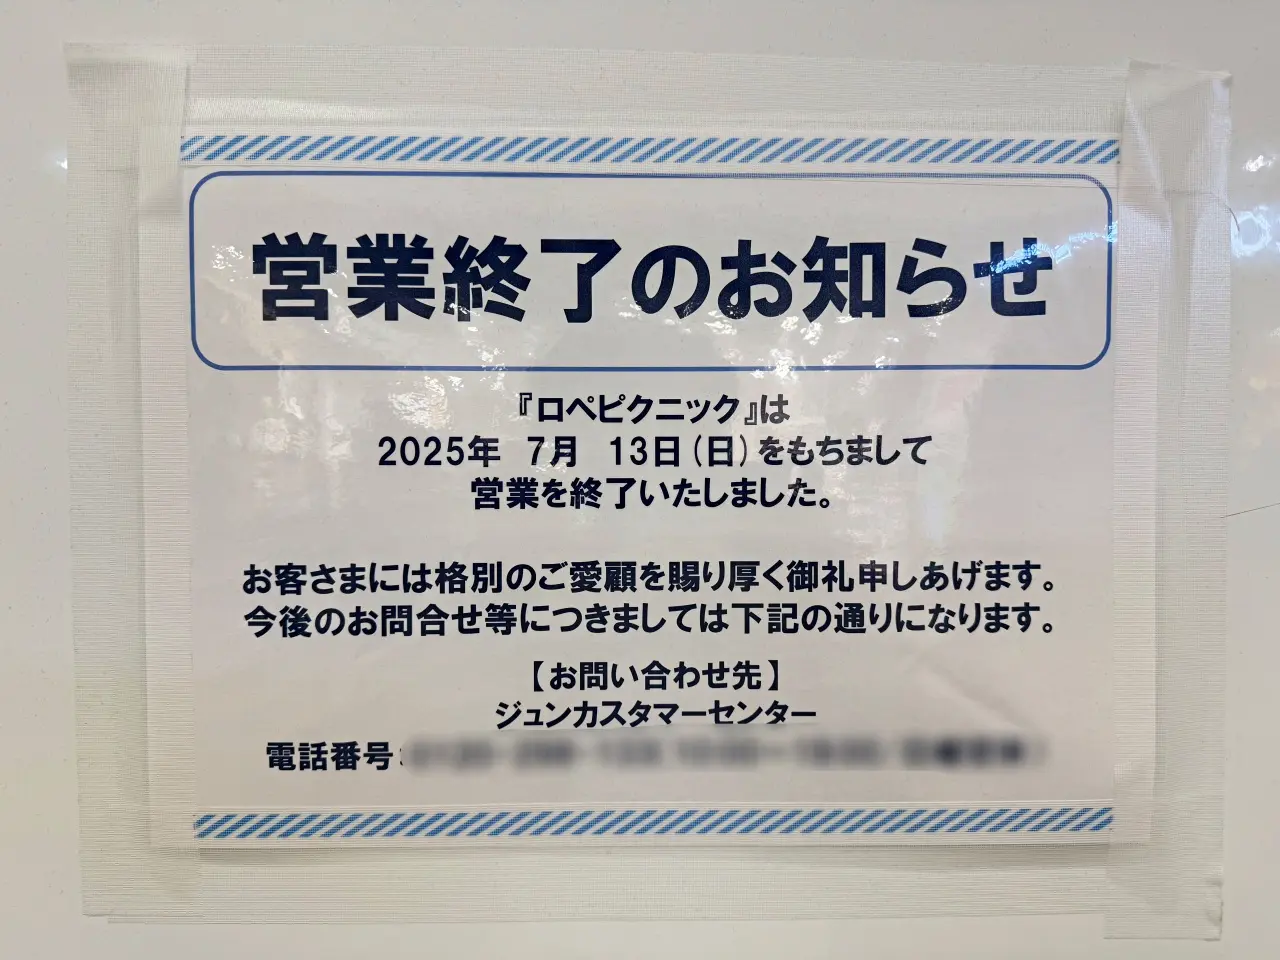 営業終了のお知らせ
『ロペピクニック』は
2025年 7月 13日(日)をもちまして
営業を終了いたしました。
お客さまには格別のご愛顧を賜り厚く御礼申しあげます。
今後のお問合せ等につきましては下記の通りになります。
【お問い合わせ先】
ジュンカスタマーセンター
電話番号: